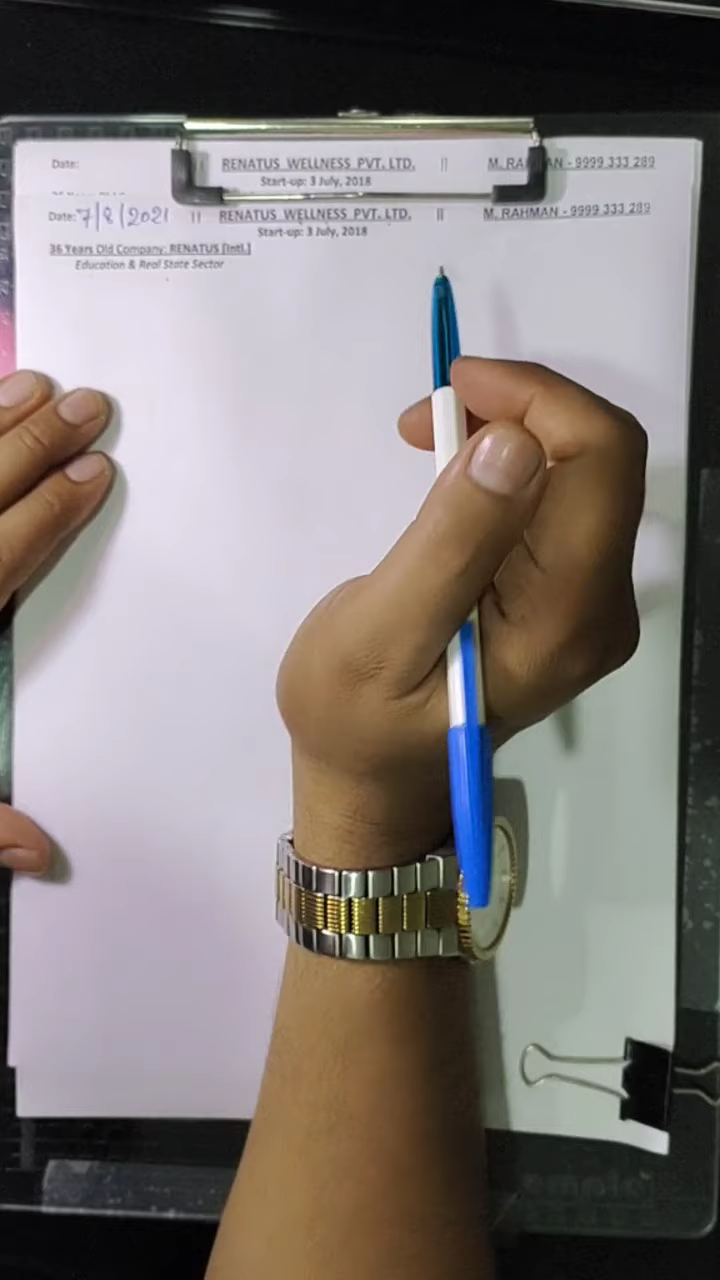 Date: || RENATUS WELLNESS PVT. LTD. || M. RAHMAN - 9999 333 289
Start-up: 3 July, 2018
Date: 7/8/2021 || RENATUS WELLNESS PVT. LTD. || M. RAHMAN - 9999 333 289
Start-up: 3 July, 2018
36 Years Old Company: RENATUS [Intl.]
Education & Real State Sector